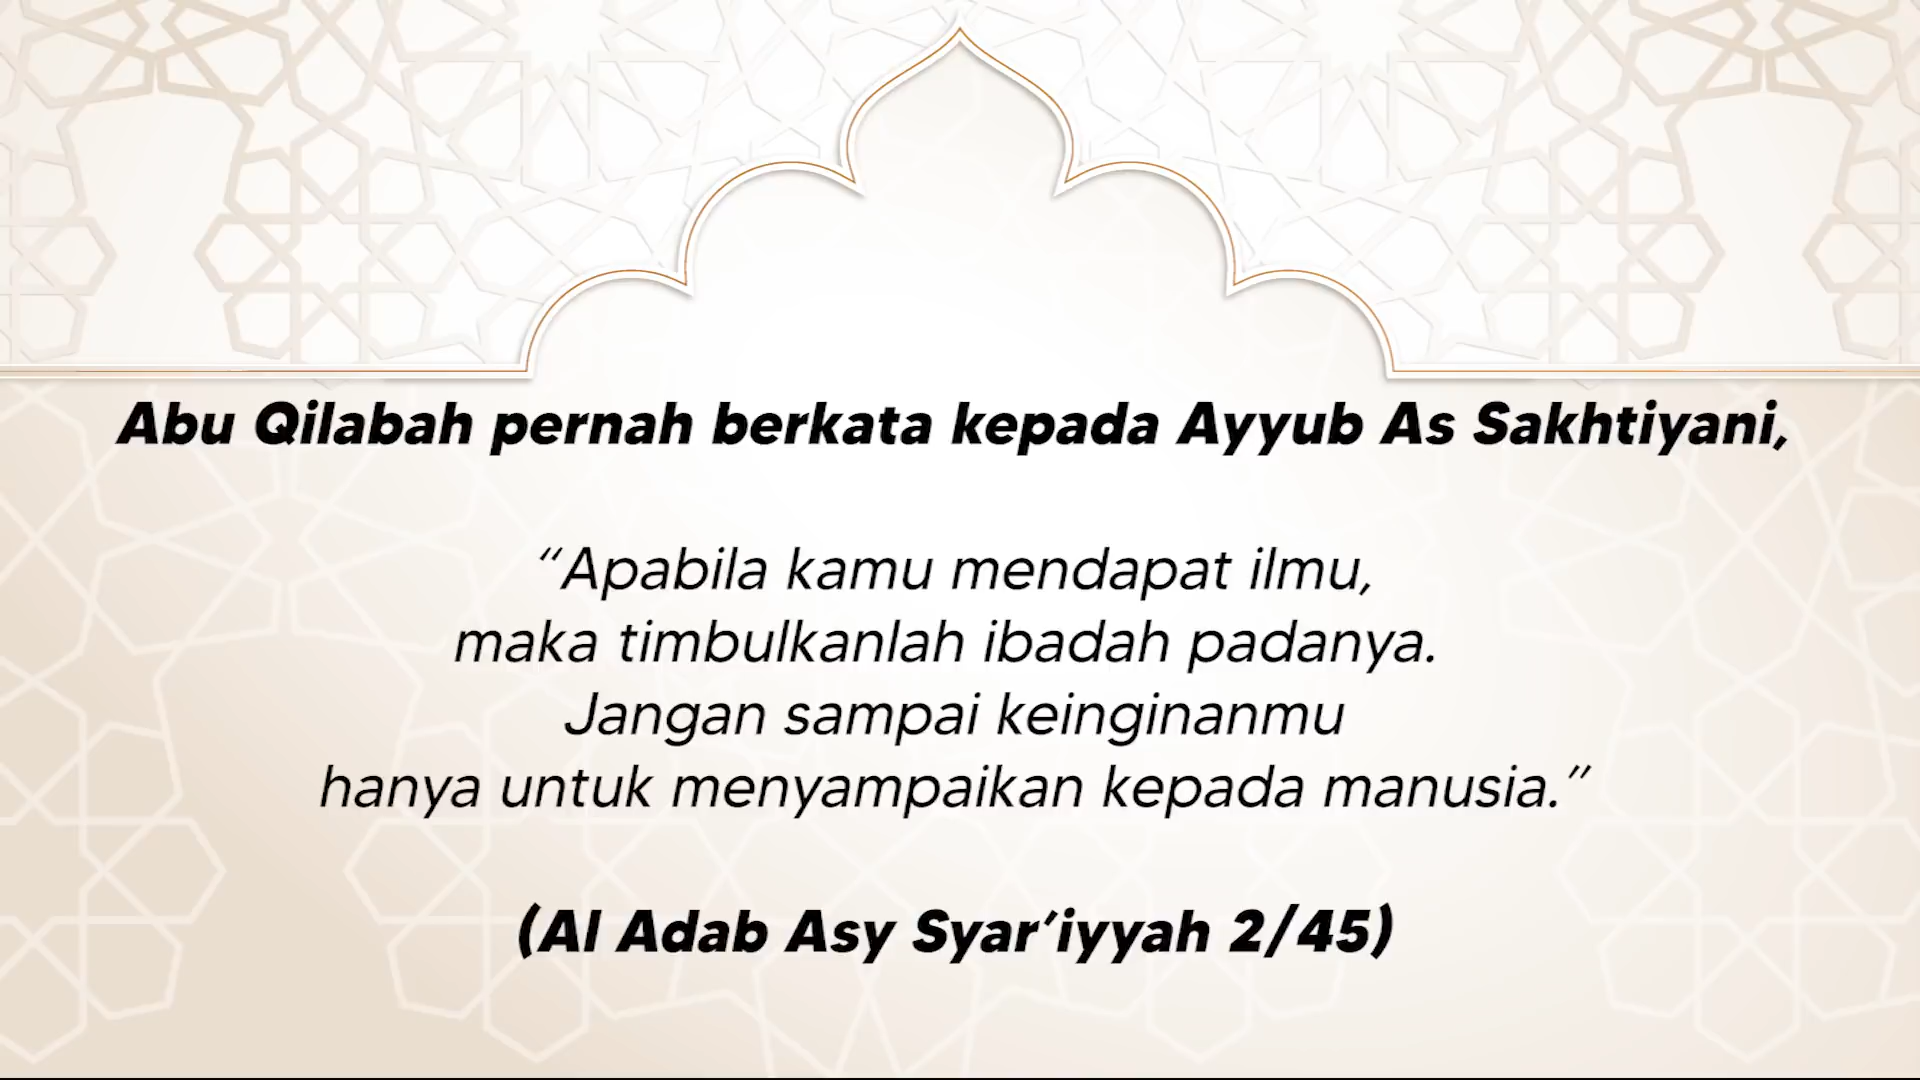 Abu Qilabah pernah berkata kepada Ayyub As Sakhtiyani,
“Apabila kamu mendapat ilmu,
maka timbulkanlah ibadah padanya.
Jangan sampai keinginanmu
hanya untuk menyampaikan kepada manusia.”
(Al Adab Asy Syar’iyyah 2/45)